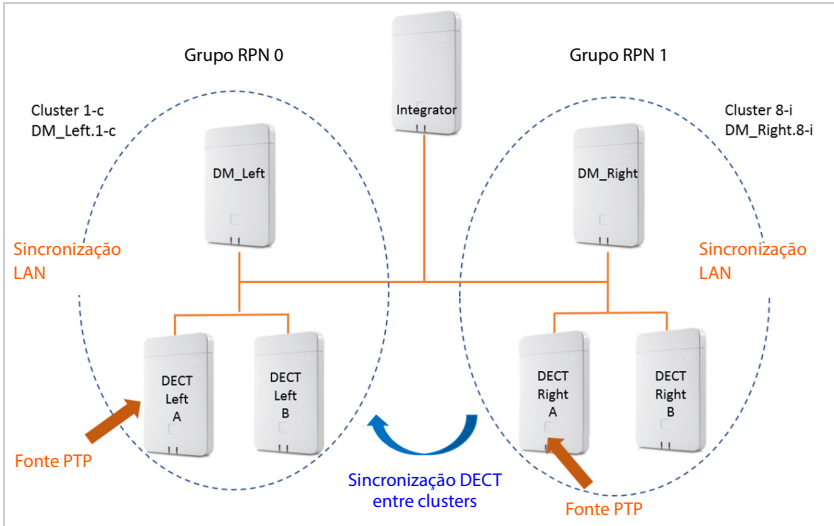 Grupo RPN 0
Grupo RPN 1
Integrator
Cluster 1-c
DM_Left.1-c
Cluster 8-i
DM_Right.8-i
DM_Left
DM_Right
Sincronização
LAN
Sincronização
LAN
DECT
Left
A
DECT
Left
B
DECT
Right
A
DECT
Right
B
Fonte PTP
Sincronização DECT
entre clusters
Fonte PTP